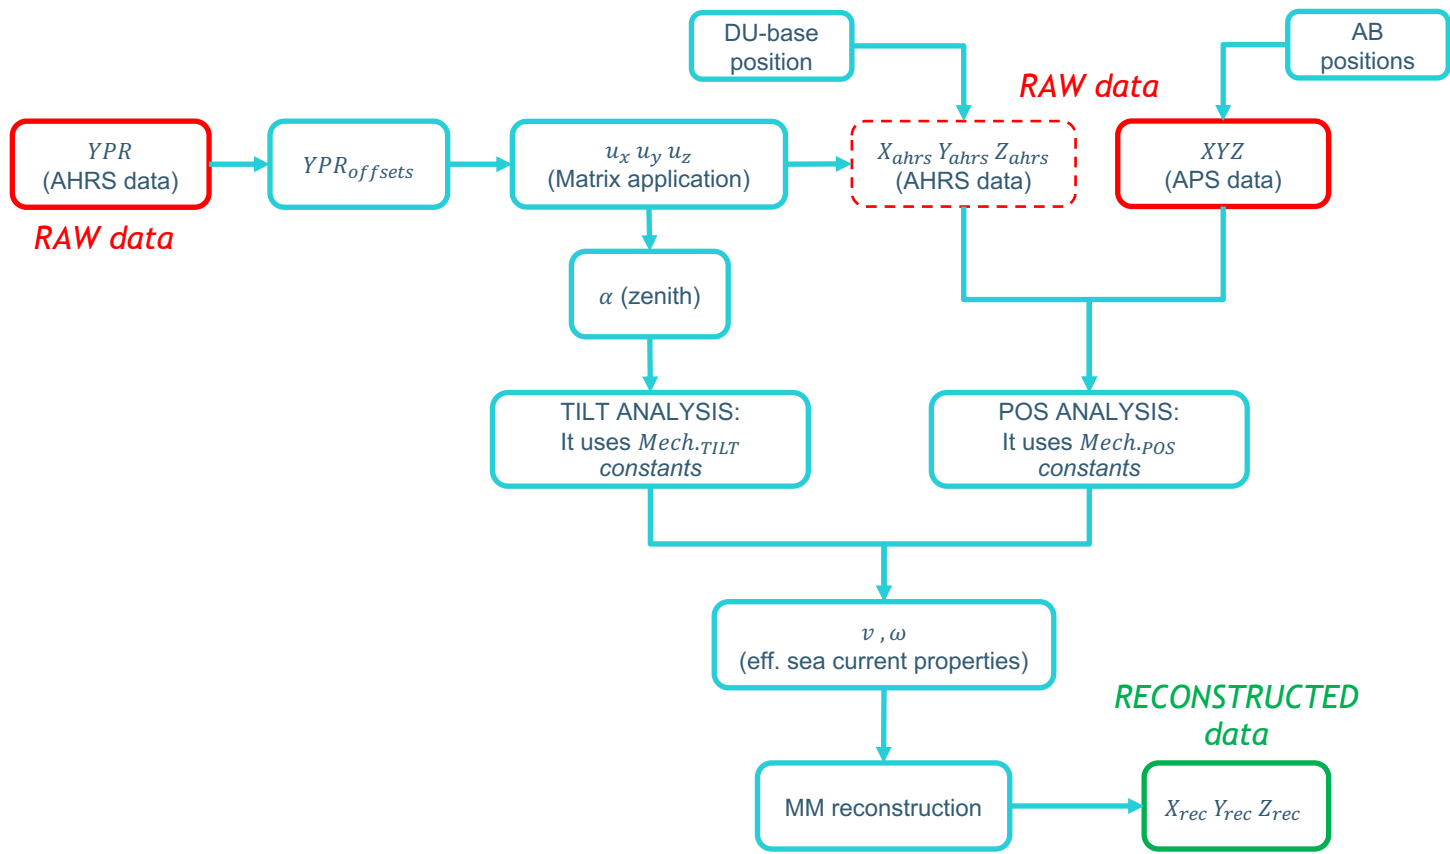 DU-base
position
AB
positions
RAW data
YPR
(AHRS data)
YPR_offsets
u_x u_y u_z
(Matrix application)
X_ahrs Y_ahrs Z_ahrs
(AHRS data)
XYZ
(APS data)
RAW data
α (zenith)
TILT ANALYSIS:
It uses Mech._TILT
constants
POS ANALYSIS:
It uses Mech._POS
constants
v , ω
(eff. sea current properties)
RECONSTRUCTED
data
MM reconstruction
X_rec Y_rec Z_rec